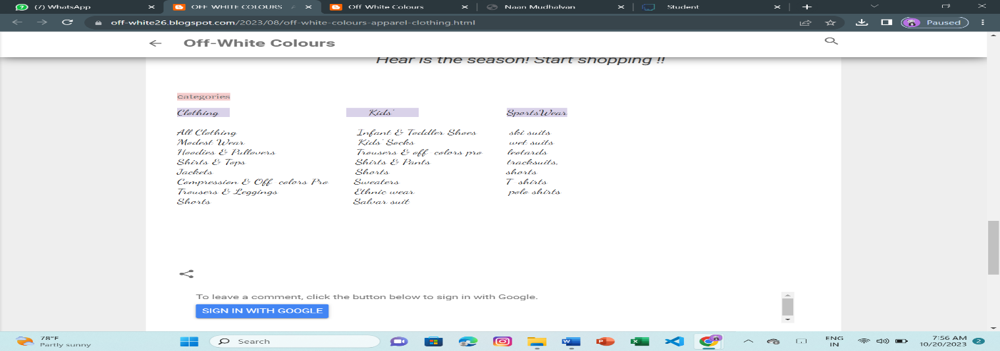 (7) WhatsApp
OFF-WHITE COLOURS
Off White Colours
Naan Mudhalvan
Student
off-white26.blogspot.com/2023/08/off-white-colours-apparel-clothing.html
Paused
Off-White Colours
Hear is the season! Start shopping !!
categories
Clothing Kids' SportsWear
All Clothing Infant & Toddler Shoes ski suits
Modest Wear Kids' Socks wet suits
Hoodies & Pullovers Trousers & off colors pro leotards
Shirts & Tops Shirts & Pants tracksuits,
Jackets Shorts shorts
Compression & Off colors Pro Sweaters T shirts
Trousers & Leggings Ethnic wear polo shirts
Shorts Salvar suit
To leave a comment, click the button below to sign in with Google.
SIGN IN WITH GOOGLE
78°F
Partly sunny
Search
ENG
IN
7:56 AM
10/20/2023
2